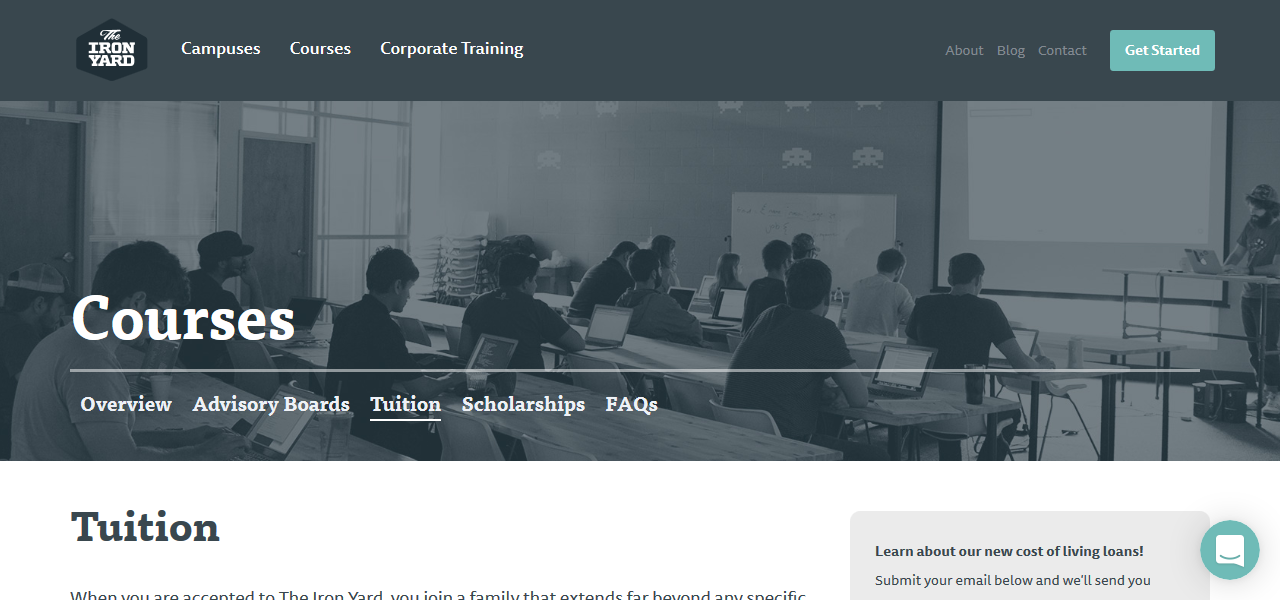 The
IRON
YARD
Campuses Courses Corporate Training
About Blog Contact Get Started
Courses
Overview Advisory Boards Tuition Scholarships FAQs
Tuition
Learn about our new cost of living loans!
Submit your email below and we'll send you
When you are accepted to The Iron Yard, you join a family that extends far beyond any specific